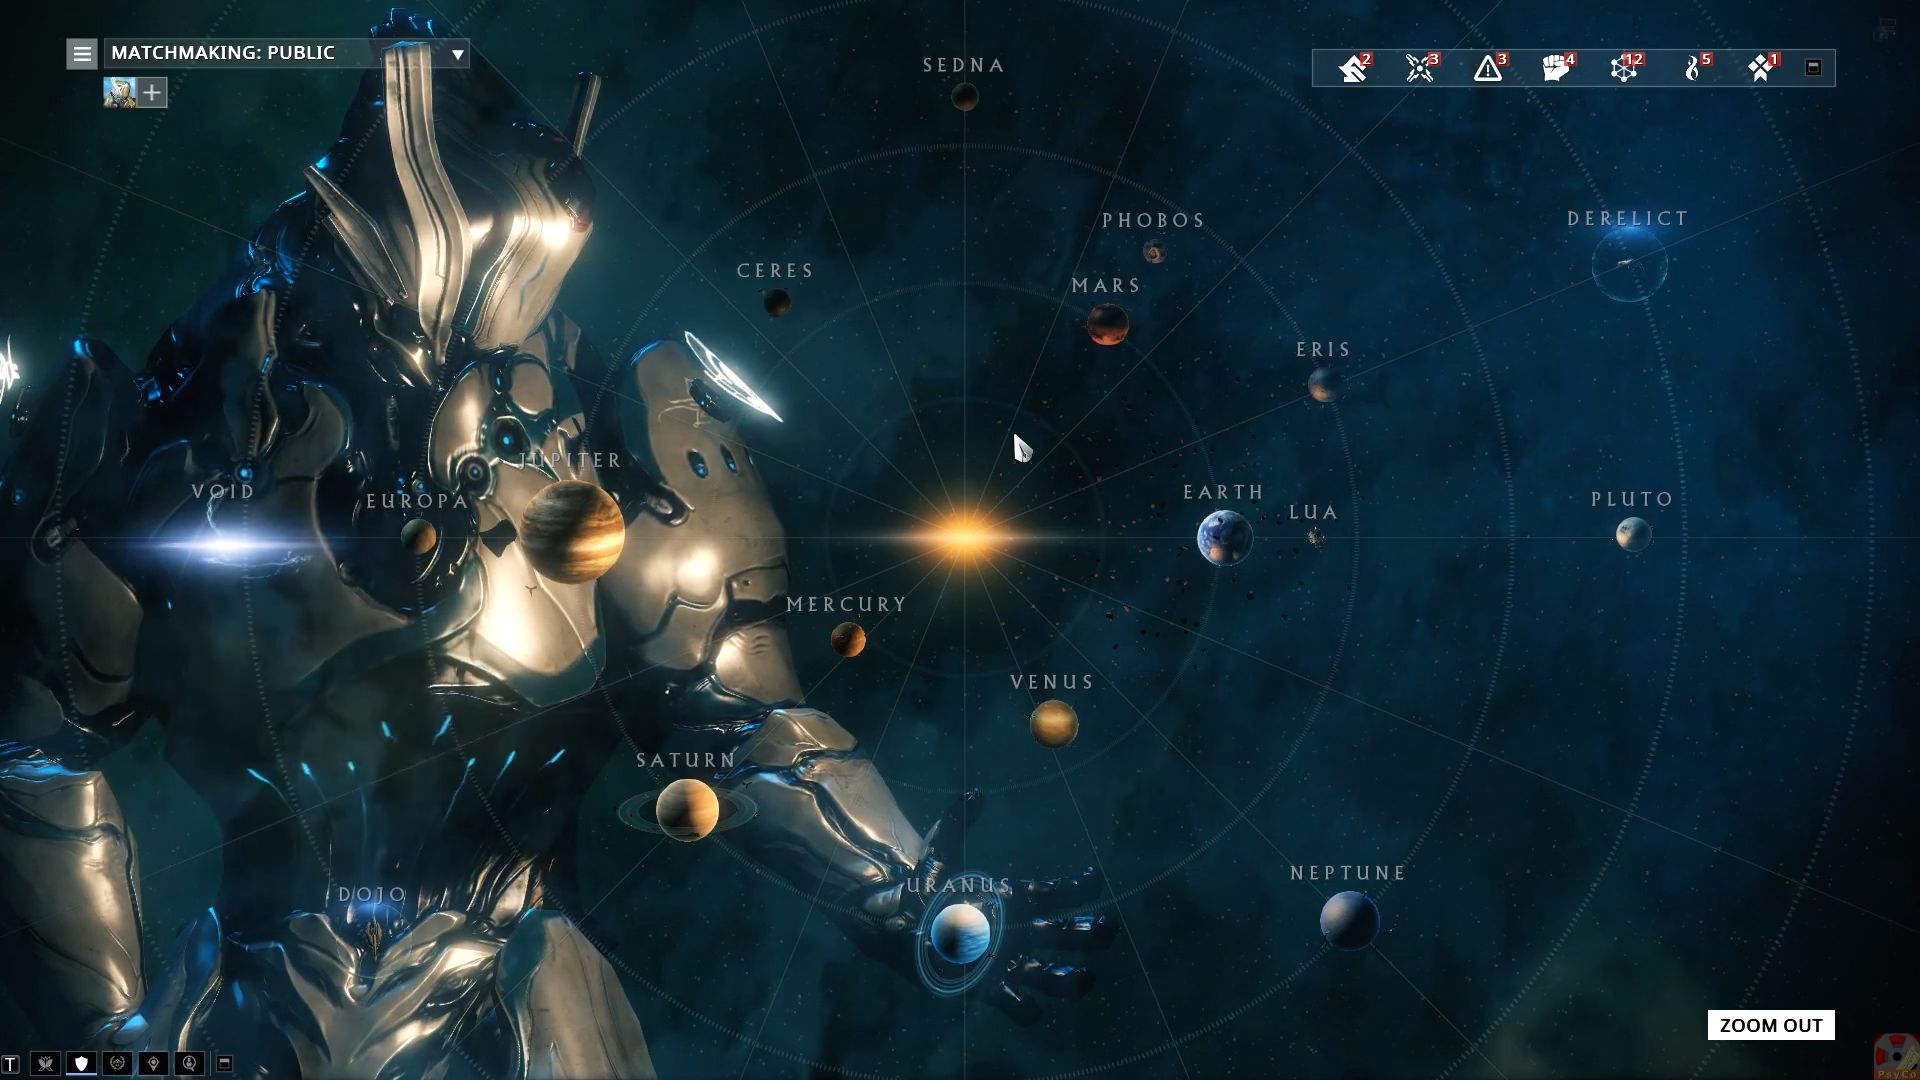 MATCHMAKING: PUBLIC
2 3 3 4 12 5 1
SEDNA
PHOBOS
DERELICT
CERES
MARS
ERIS
JUPITER
VOID
EUROPA
EARTH
LUA
PLUTO
MERCURY
VENUS
SATURN
DOJO
URANUS
NEPTUNE
ZOOM OUT
T
PsyCo